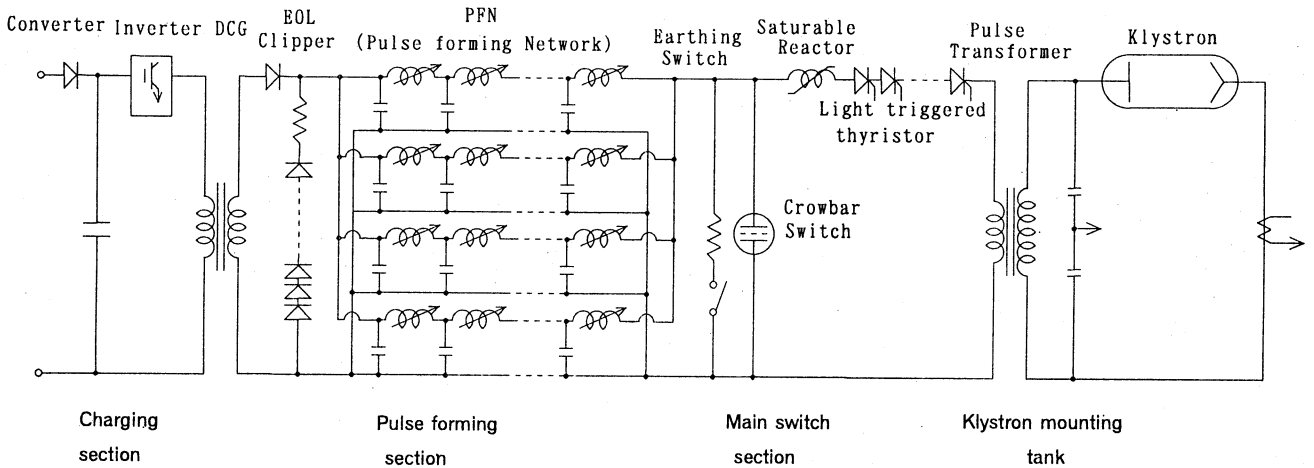 Converter Inverter DCG
EOL
Clipper
PFN
(Pulse forming Network)
Earthing
Switch
Saturable
Reactor
Pulse
Transformer
Klystron
Light triggered
thyristor
Crowbar
Switch
Charging
section
Pulse forming
section
Main switch
section
Klystron mounting
tank